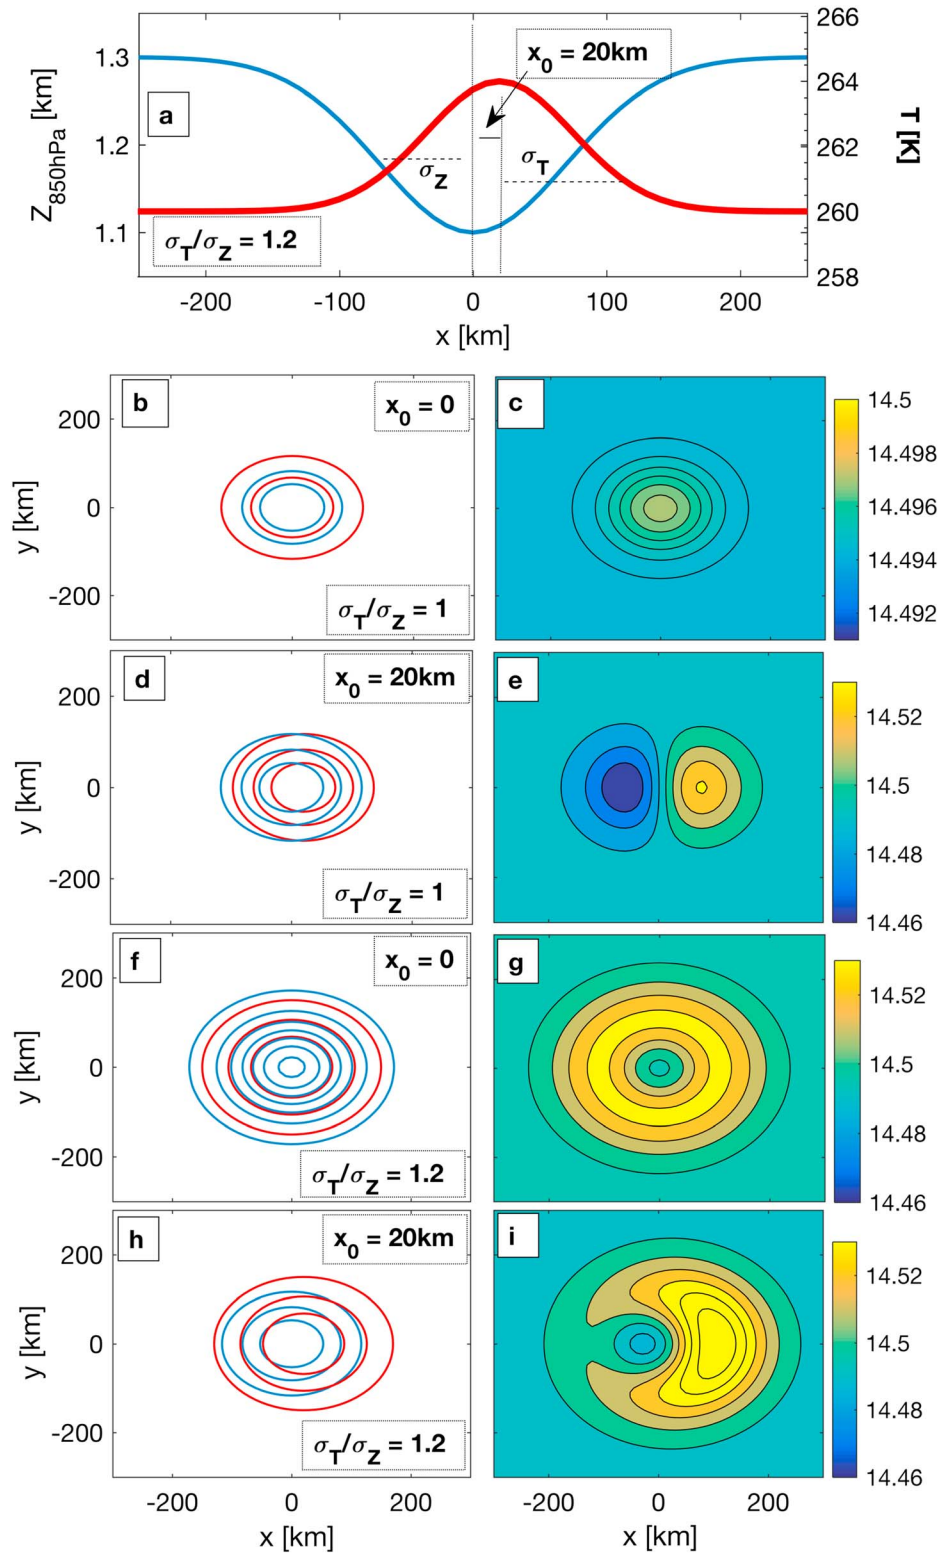 a
Z850hPa [km]
1.3
1.2
1.1
x0 = 20km
σZ
σT
σT/σZ = 1.2
T [K]
266
264
262
260
258
-200 -100 0 100 200
x [km]
b
x0 = 0
σT/σZ = 1
y [km]
200
0
-200
c
14.5
14.498
14.496
14.494
14.492
d
x0 = 20km
σT/σZ = 1
y [km]
200
0
-200
e
14.52
14.5
14.48
14.46
f
x0 = 0
σT/σZ = 1.2
y [km]
200
0
-200
g
14.52
14.5
14.48
14.46
h
x0 = 20km
σT/σZ = 1.2
y [km]
200
0
-200
-200 0 200
x [km]
i
14.52
14.5
14.48
14.46
-200 0 200
x [km]